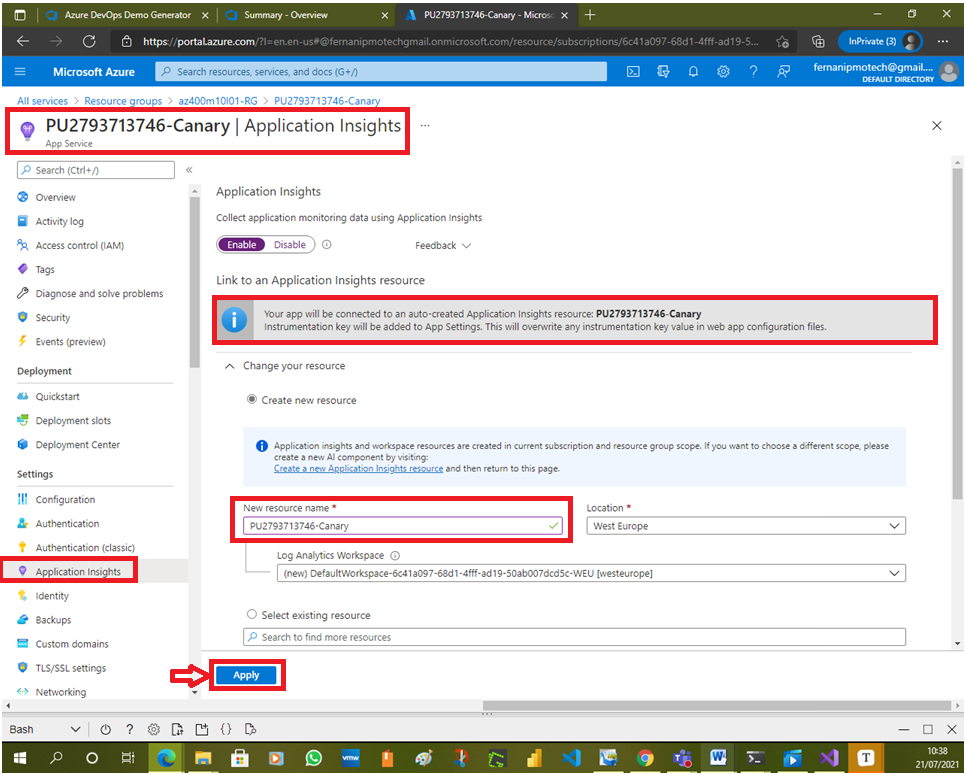 Azure DevOps Demo Generator
Summary - Overview
PU2793713746-Canary - Microsc
https://portal.azure.com/?l=en.en-us#@fernanipmotechgmail.onmicrosoft.com/resource/subscriptions/6c41a097-68d1-4fff-ad19-5...
InPrivate (3)
Microsoft Azure
Search resources, services, and docs (G+/)
fernanipmotech@gmail....
DEFAULT DIRECTORY
All services > Resource groups > az400m10l01-RG > PU2793713746-Canary
PU2793713746-Canary | Application Insights ...
App Service
Search (Ctrl+/)
Overview
Activity log
Access control (IAM)
Tags
Diagnose and solve problems
Security
Events (preview)
Deployment
Quickstart
Deployment slots
Deployment Center
Settings
Configuration
Authentication
Authentication (classic)
Application Insights
Identity
Backups
Custom domains
TLS/SSL settings
Networking
Application Insights
Collect application monitoring data using Application Insights
Enable Disable
Feedback
Link to an Application Insights resource
Your app will be connected to an auto-created Application Insights resource: PU2793713746-Canary
Instrumentation key will be added to App Settings. This will overwrite any instrumentation key value in web app configuration files.
Change your resource
Create new resource
Application insights and workspace resources are created in current subscription and resource group scope. If you want to choose a different scope, please
create a new AI component by visiting:
Create a new Application Insights resource and then return to this page.
New resource name *
PU2793713746-Canary
Location *
West Europe
Log Analytics Workspace
(new) DefaultWorkspace-6c41a097-68d1-4fff-ad19-50ab007dcd5c-WEU [westeurope]
Select existing resource
Search to find more resources
Apply
Bash
vmw
T
10:38
21/07/2021